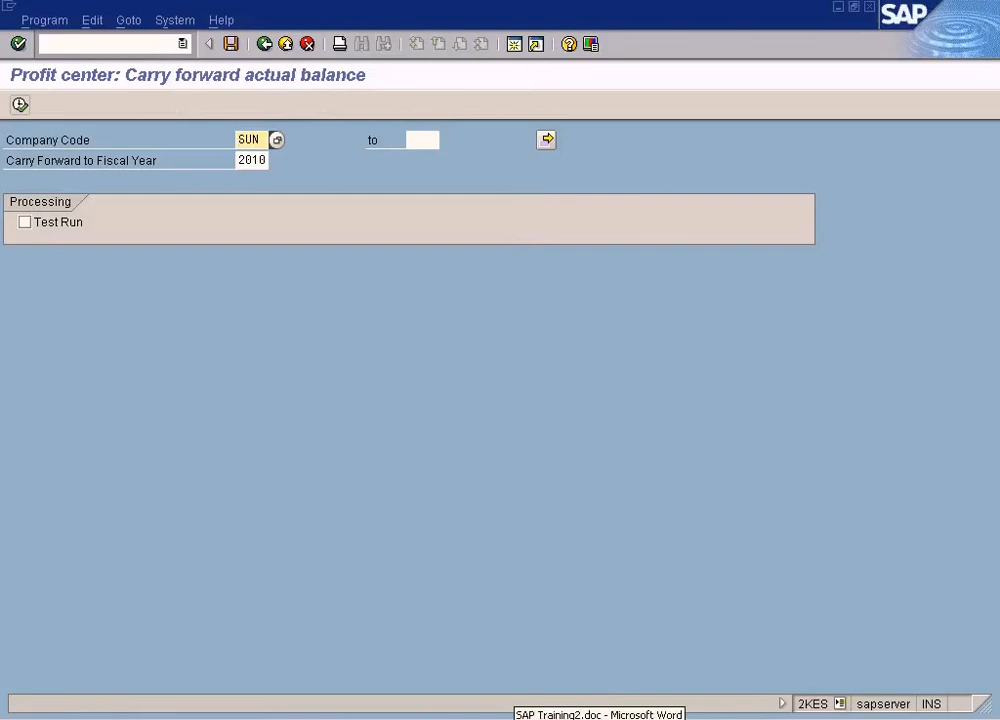 Program Edit Goto System Help
SAP
Profit center: Carry forward actual balance
Company Code SUN to
Carry Forward to Fiscal Year 2010
Processing
Test Run
2KES sapserver INS
SAP Training2.doc - Microsoft Word